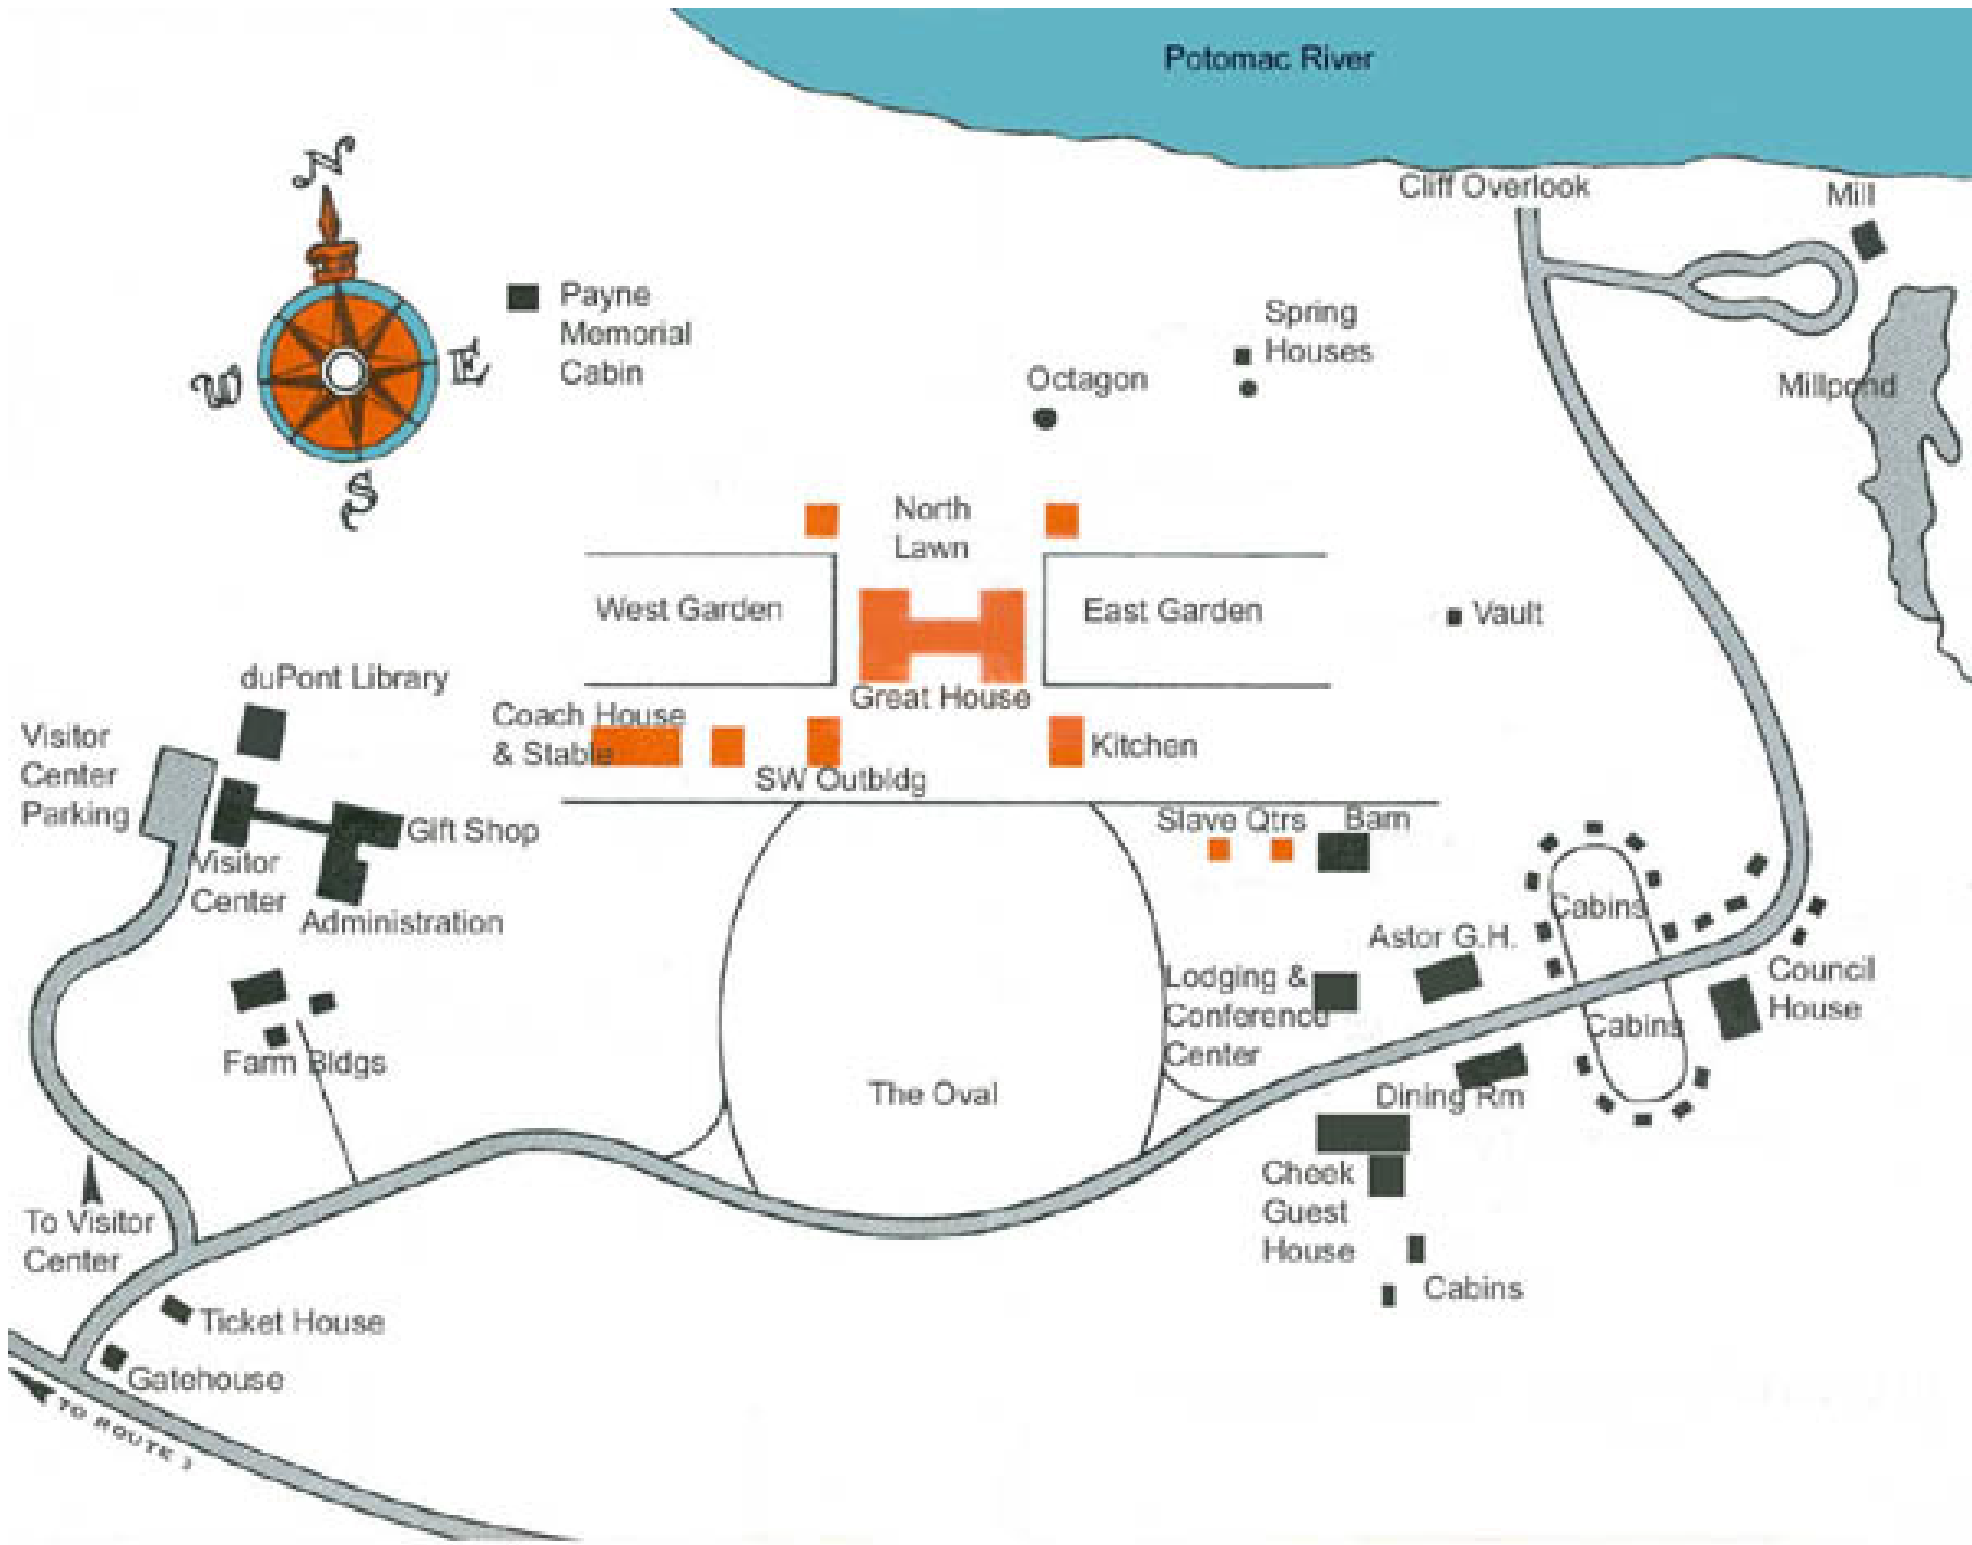 Potomac River
N
W
E
S
Payne
Memorial
Cabin
Cliff Overlook
Mill
Spring
Houses
Octagon
Millpond
North
Lawn
West Garden
East Garden
Vault
Great House
duPont Library
Coach House
& Stable
Kitchen
SW Outbldg
Visitor
Center
Parking
Gift Shop
Visitor
Center
Administration
Slave Qtrs
Barn
Cabins
Astor G.H.
Lodging &
Conference
Center
Council
House
Cabins
Farm Bldgs
The Oval
Dining Rm
Cheek
Guest
House
Cabins
To Visitor
Center
Ticket House
Gatehouse
TO ROUTE 3